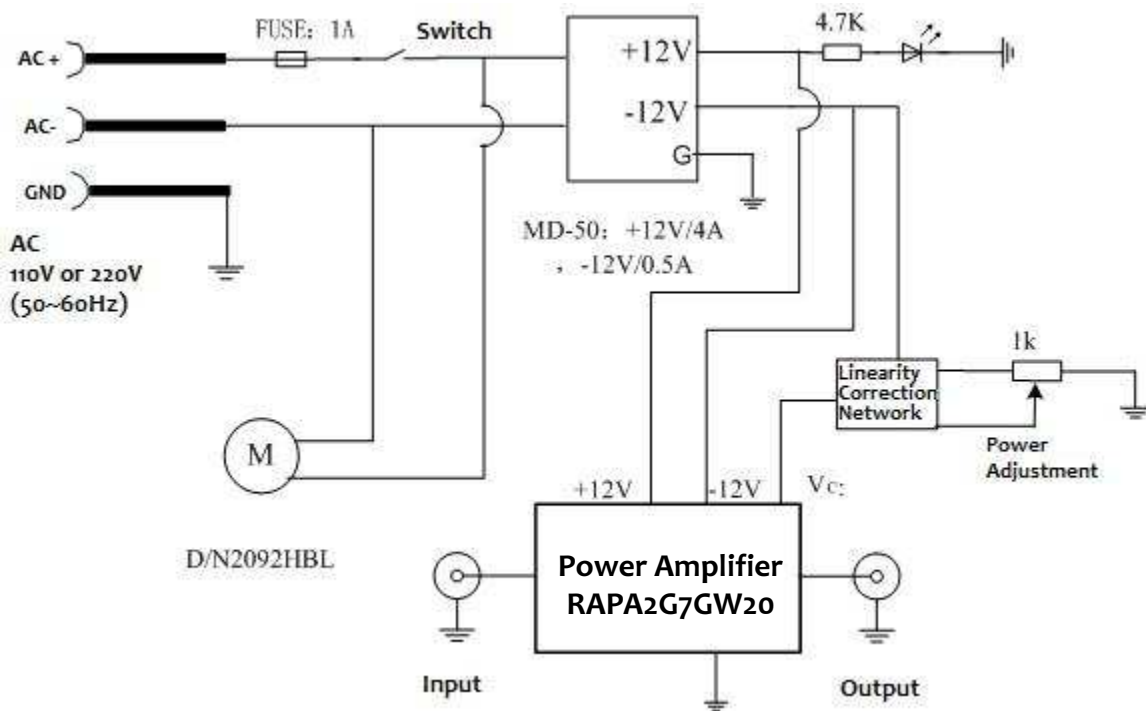 FUSE: 1A
Switch
AC +
AC-
GND
AC
110V or 220V
(50~60Hz)
+12V
-12V
G
4.7K
MD-50: +12V/4A
, -12V/0.5A
1k
Linearity
Correction
Network
Power
Adjustment
M
D/N2092HBL
+12V
-12V
Vc:
Power Amplifier
RAPA2G7GW20
Input
Output